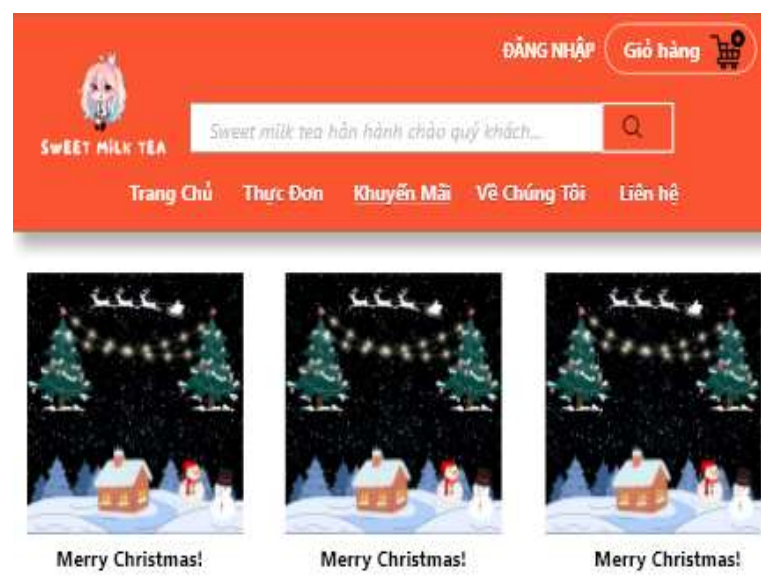 ĐĂNG NHẬP Giỏ hàng
SWEET MILK TEA
Sweet milk tea hân hành chào quý khách...
Trang Chủ Thực Đơn Khuyến Mãi Về Chúng Tôi Liên hệ
Merry Christmas! Merry Christmas! Merry Christmas!